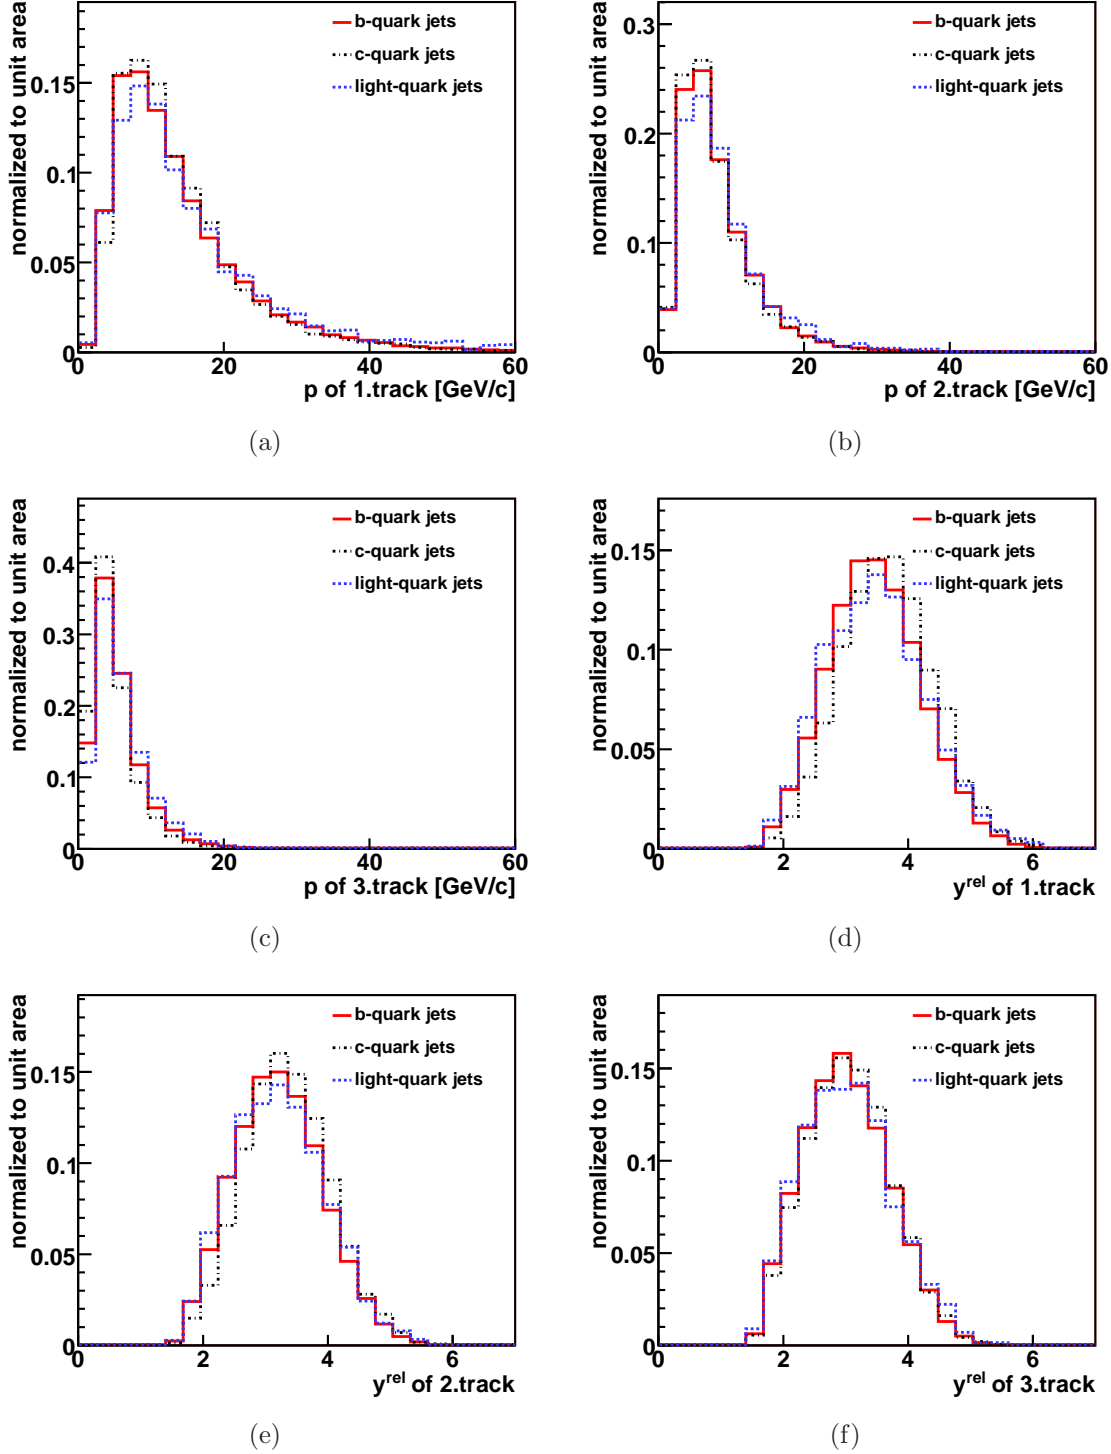 normalized to unit area
b-quark jets
c-quark jets
light-quark jets
0.15
0.1
0.05
0
0 20 40 60
p of 1.track [GeV/c]
(a)
normalized to unit area
b-quark jets
c-quark jets
light-quark jets
0.3
0.2
0.1
0
0 20 40 60
p of 2.track [GeV/c]
(b)
normalized to unit area
b-quark jets
c-quark jets
light-quark jets
0.4
0.3
0.2
0.1
0
0 20 40 60
p of 3.track [GeV/c]
(c)
normalized to unit area
b-quark jets
c-quark jets
light-quark jets
0.15
0.1
0.05
0
0 2 4 6
y^rel of 1.track
(d)
normalized to unit area
b-quark jets
c-quark jets
light-quark jets
0.15
0.1
0.05
0
0 2 4 6
y^rel of 2.track
(e)
normalized to unit area
b-quark jets
c-quark jets
light-quark jets
0.15
0.1
0.05
0
0 2 4 6
y^rel of 3.track
(f)